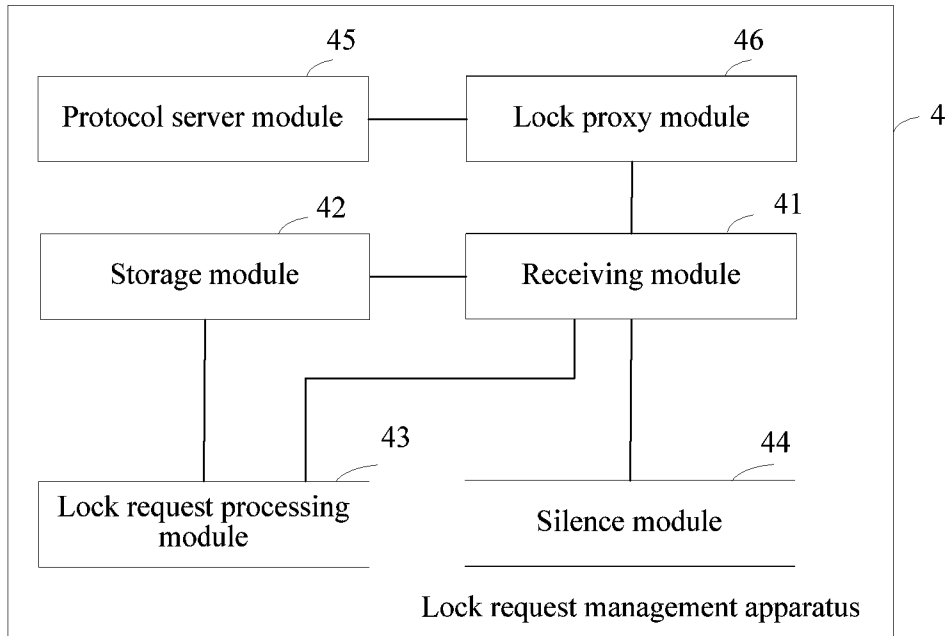 45
46
Protocol server module
Lock proxy module
4
42
41
Storage module
Receiving module
43
44
Lock request processing
module
Silence module
Lock request management apparatus